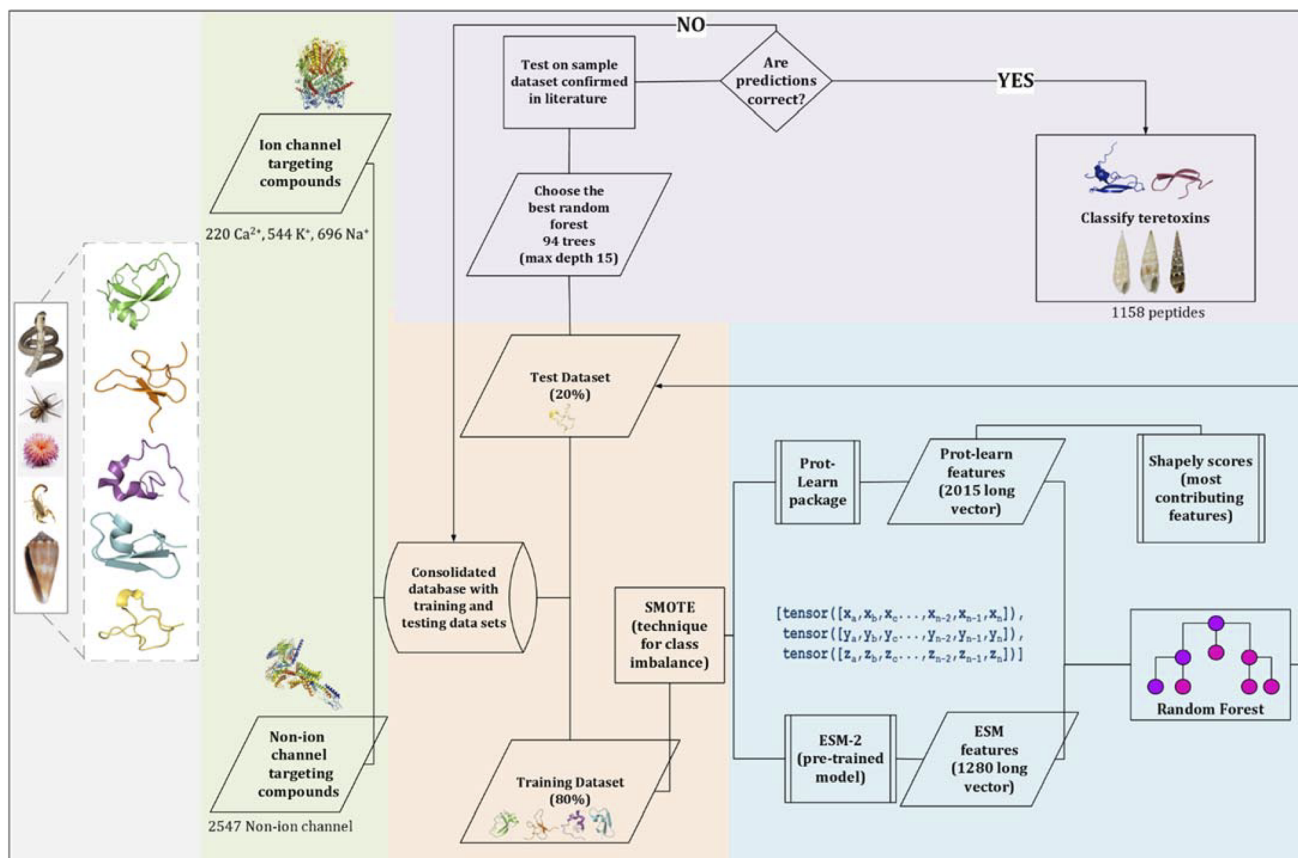 NO
Test on sample
dataset confirmed
in literature
Are
predictions
correct?
YES
Ion channel
targeting
compounds
220 Ca²⁺, 544 K⁺, 696 Na⁺
Choose the
best random
forest
94 trees
(max depth 15)
Classify teretoxins
1158 peptides
Test Dataset
(20%)
Prot-
Learn
package
Prot-learn
features
(2015 long
vector)
Shapely scores
(most
contributing
features)
Consolidated
database with
training and
testing data sets
SMOTE
(technique
for class
imbalance)
[tensor([xₐ,x_b,x_c...,xₙ₋₂,xₙ₋₁,xₙ]),
tensor([yₐ,y_b,y_c...,yₙ₋₂,yₙ₋₁,yₙ]),
tensor([zₐ,z_b,z_c...,zₙ₋₂,zₙ₋₁,zₙ])]
Random Forest
Non-ion
channel
targeting
compounds
2547 Non-ion channel
Training Dataset
(80%)
ESM-2
(pre-trained
model)
ESM
features
(1280 long
vector)